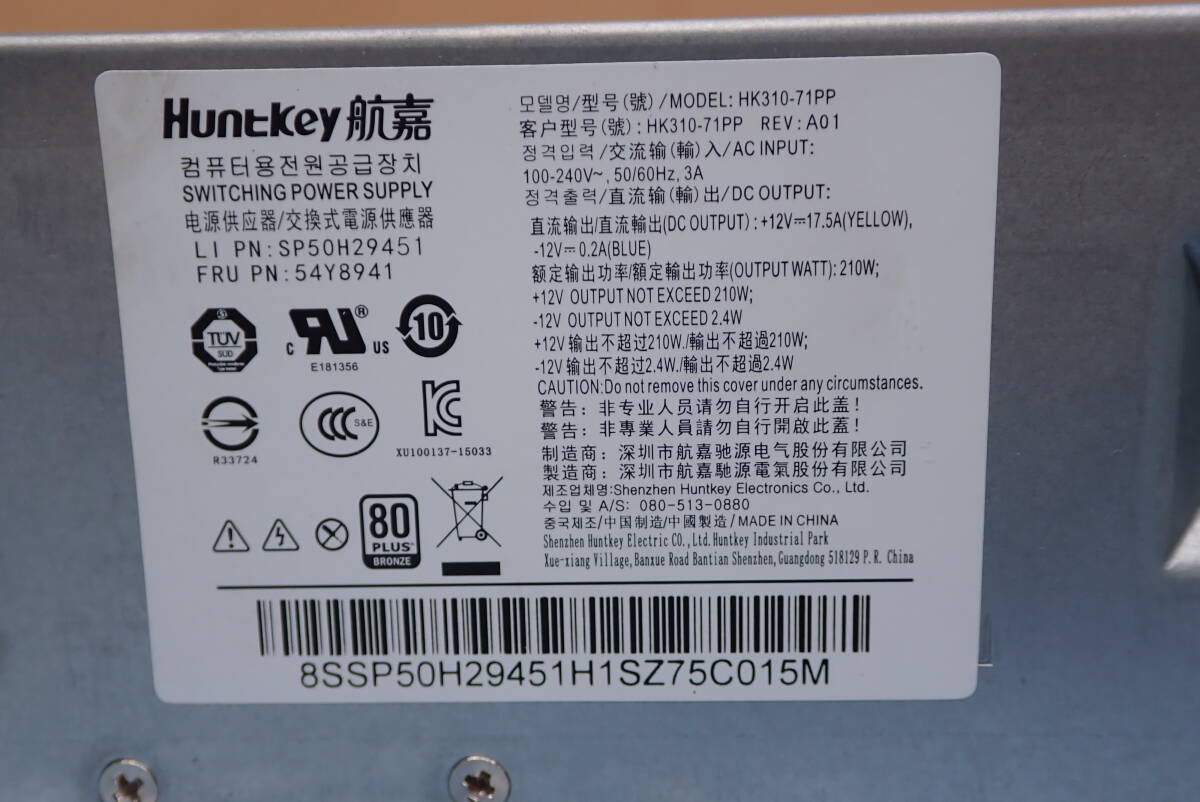 Huntkey 航嘉
컴퓨터용전원공급장치
SWITCHING POWER SUPPLY
电源供应器/交換式電源供應器
LI PN: SP50H29451
FRU PN: 54Y8941
TÜV
SÜD
c RU ® US
E181356
10
R33724
CCC S&E
KC
XU100137-15033
80
PLUS
BRONZE
모델명/型号(號)/MODEL: HK310-71PP
客户型号(號): HK310-71PP REV: A01
정격입력/交流输(輸)入/AC INPUT:
100-240V~, 50/60Hz, 3A
정격출력/直流输(輸)出/DC OUTPUT:
直流输出/直流輸出(DC OUTPUT): +12V⎓17.5A(YELLOW),
-12V⎓0.2A(BLUE)
额定输出功率/額定輸出功率(OUTPUT WATT): 210W;
+12V OUTPUT NOT EXCEED 210W;
-12V OUTPUT NOT EXCEED 2.4W
+12V 输出不超过210W./輸出不超過210W;
-12V 输出不超过2.4W./輸出不超過2.4W
CAUTION:Do not remove this cover under any circumstances.
警告：非专业人员请勿自行开启此盖！
警告：非專業人員請勿自行開啟此蓋！
制造商：深圳市航嘉驰源电气股份有限公司
製造商：深圳市航嘉馳源電氣股份有限公司
제조업체명:Shenzhen Huntkey Electronics Co., Ltd.
수입 및 A/S: 080-513-0880
중국제조/中国制造/中國製造/MADE IN CHINA
Shenzhen Huntkey Electric CO., Ltd. Huntkey Industrial Park
Xue-xiang Village, Banxue Road Bantian Shenzhen, Guangdong 518129 P. R. China
8SSP50H29451H1SZ75C015M